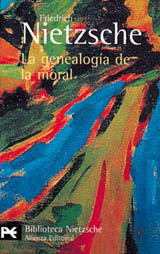 Friedrich
Nietzsche
La genealogía de
la moral
Biblioteca Nietzsche
Alianza Editorial